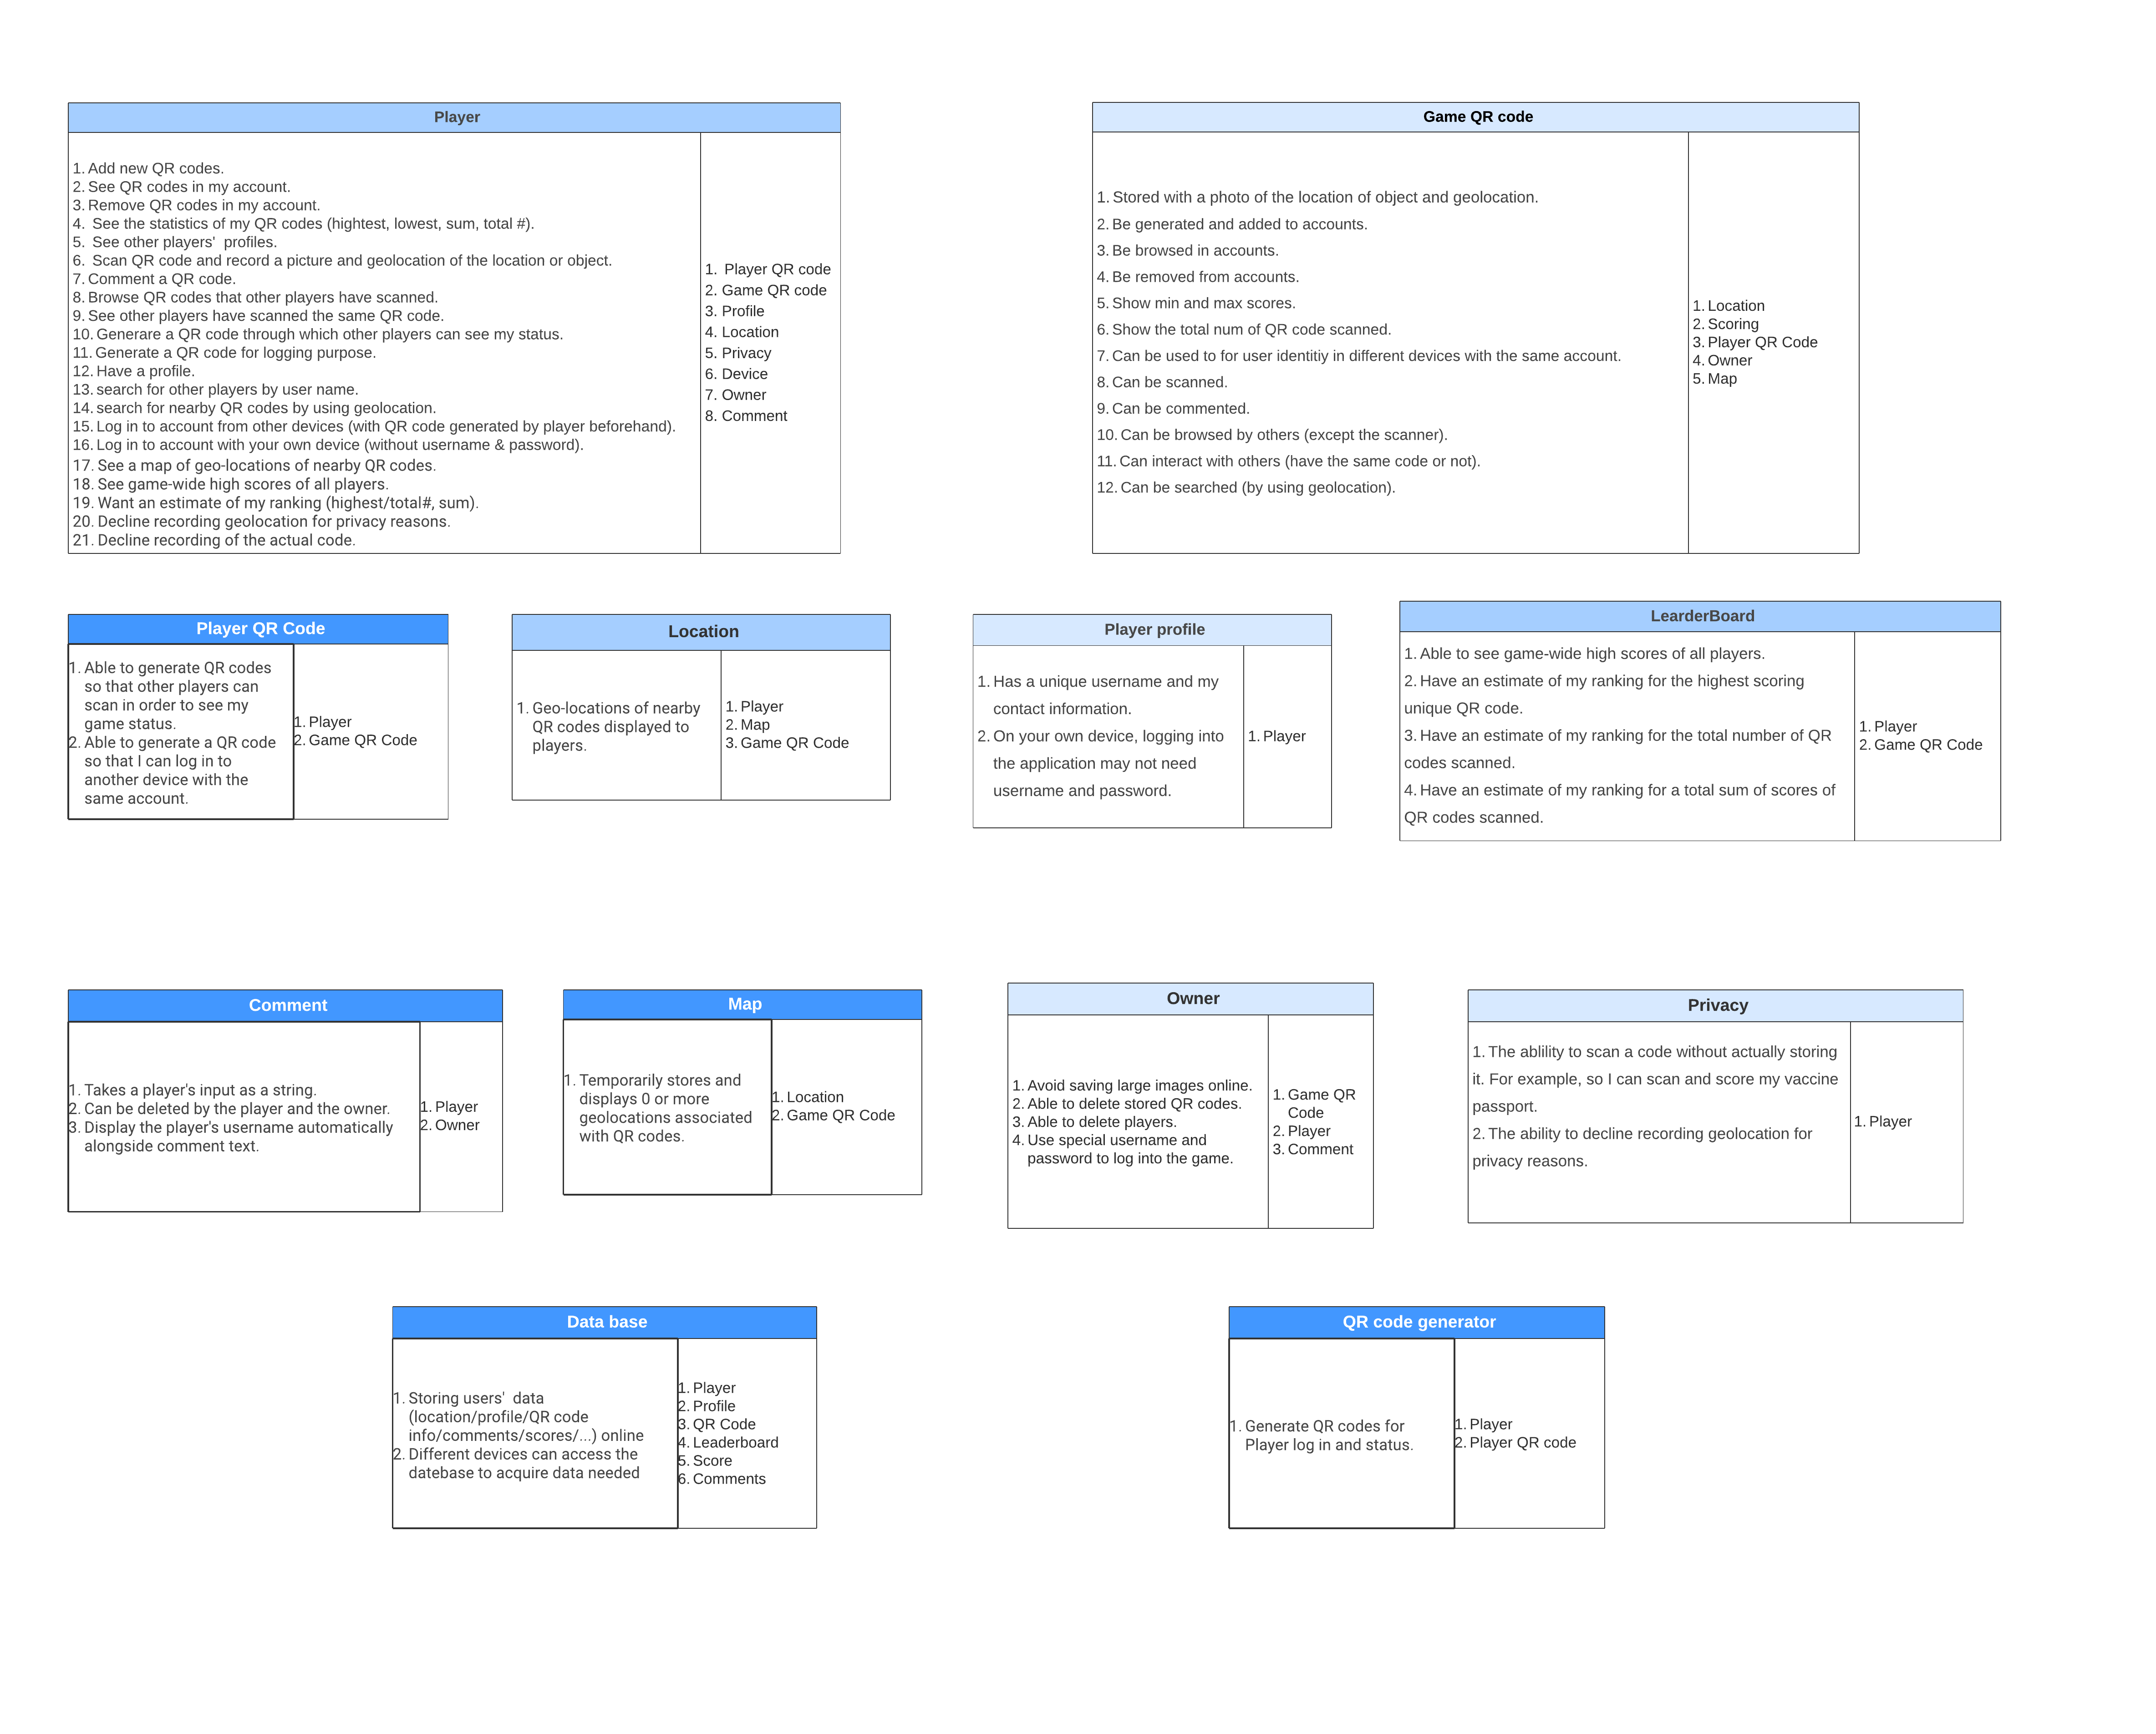 Player
1. Add new QR codes.
2. See QR codes in my account.
3. Remove QR codes in my account.
4. See the statistics of my QR codes (hightest, lowest, sum, total #).
5. See other players' profiles.
6. Scan QR code and record a picture and geolocation of the location or object.
7. Comment a QR code.
8. Browse QR codes that other players have scanned.
9. See other players have scanned the same QR code.
10. Generare a QR code through which other players can see my status.
11. Generate a QR code for logging purpose.
12. Have a profile.
13. search for other players by user name.
14. search for nearby QR codes by using geolocation.
15. Log in to account from other devices (with QR code generated by player beforehand).
16. Log in to account with your own device (without username & password).
17. See a map of geo-locations of nearby QR codes.
18. See game-wide high scores of all players.
19. Want an estimate of my ranking (highest/total#, sum).
20. Decline recording geolocation for privacy reasons.
21. Decline recording of the actual code.
1. Player QR code
2. Game QR code
3. Profile
4. Location
5. Privacy
6. Device
7. Owner
8. Comment
Game QR code
1. Stored with a photo of the location of object and geolocation.
2. Be generated and added to accounts.
3. Be browsed in accounts.
4. Be removed from accounts.
5. Show min and max scores.
6. Show the total num of QR code scanned.
7. Can be used to for user identitiy in different devices with the same account.
8. Can be scanned.
9. Can be commented.
10. Can be browsed by others (except the scanner).
11. Can interact with others (have the same code or not).
12. Can be searched (by using geolocation).
1. Location
2. Scoring
3. Player QR Code
4. Owner
5. Map
Player QR Code
1. Able to generate QR codes
so that other players can
scan in order to see my
game status.
2. Able to generate a QR code
so that I can log in to
another device with the
same account.
1. Player
2. Game QR Code
Location
1. Geo-locations of nearby
QR codes displayed to
players.
1. Player
2. Map
3. Game QR Code
Player profile
1. Has a unique username and my
contact information.
2. On your own device, logging into
the application may not need
username and password.
1. Player
LearderBoard
1. Able to see game-wide high scores of all players.
2. Have an estimate of my ranking for the highest scoring
unique QR code.
3. Have an estimate of my ranking for the total number of QR
codes scanned.
4. Have an estimate of my ranking for a total sum of scores of
QR codes scanned.
1. Player
2. Game QR Code
Comment
1. Takes a player's input as a string.
2. Can be deleted by the player and the owner.
3. Display the player's username automatically
alongside comment text.
1. Player
2. Owner
Map
1. Temporarily stores and
displays 0 or more
geolocations associated
with QR codes.
1. Location
2. Game QR Code
Owner
1. Avoid saving large images online.
2. Able to delete stored QR codes.
3. Able to delete players.
4. Use special username and
password to log into the game.
1. Game QR
Code
2. Player
3. Comment
Privacy
1. The ablility to scan a code without actually storing
it. For example, so I can scan and score my vaccine
passport.
2. The ability to decline recording geolocation for
privacy reasons.
1. Player
Data base
1. Storing users' data
(location/profile/QR code
info/comments/scores/...) online
2. Different devices can access the
datebase to acquire data needed
1. Player
2. Profile
3. QR Code
4. Leaderboard
5. Score
6. Comments
QR code generator
1. Generate QR codes for
Player log in and status.
1. Player
2. Player QR code